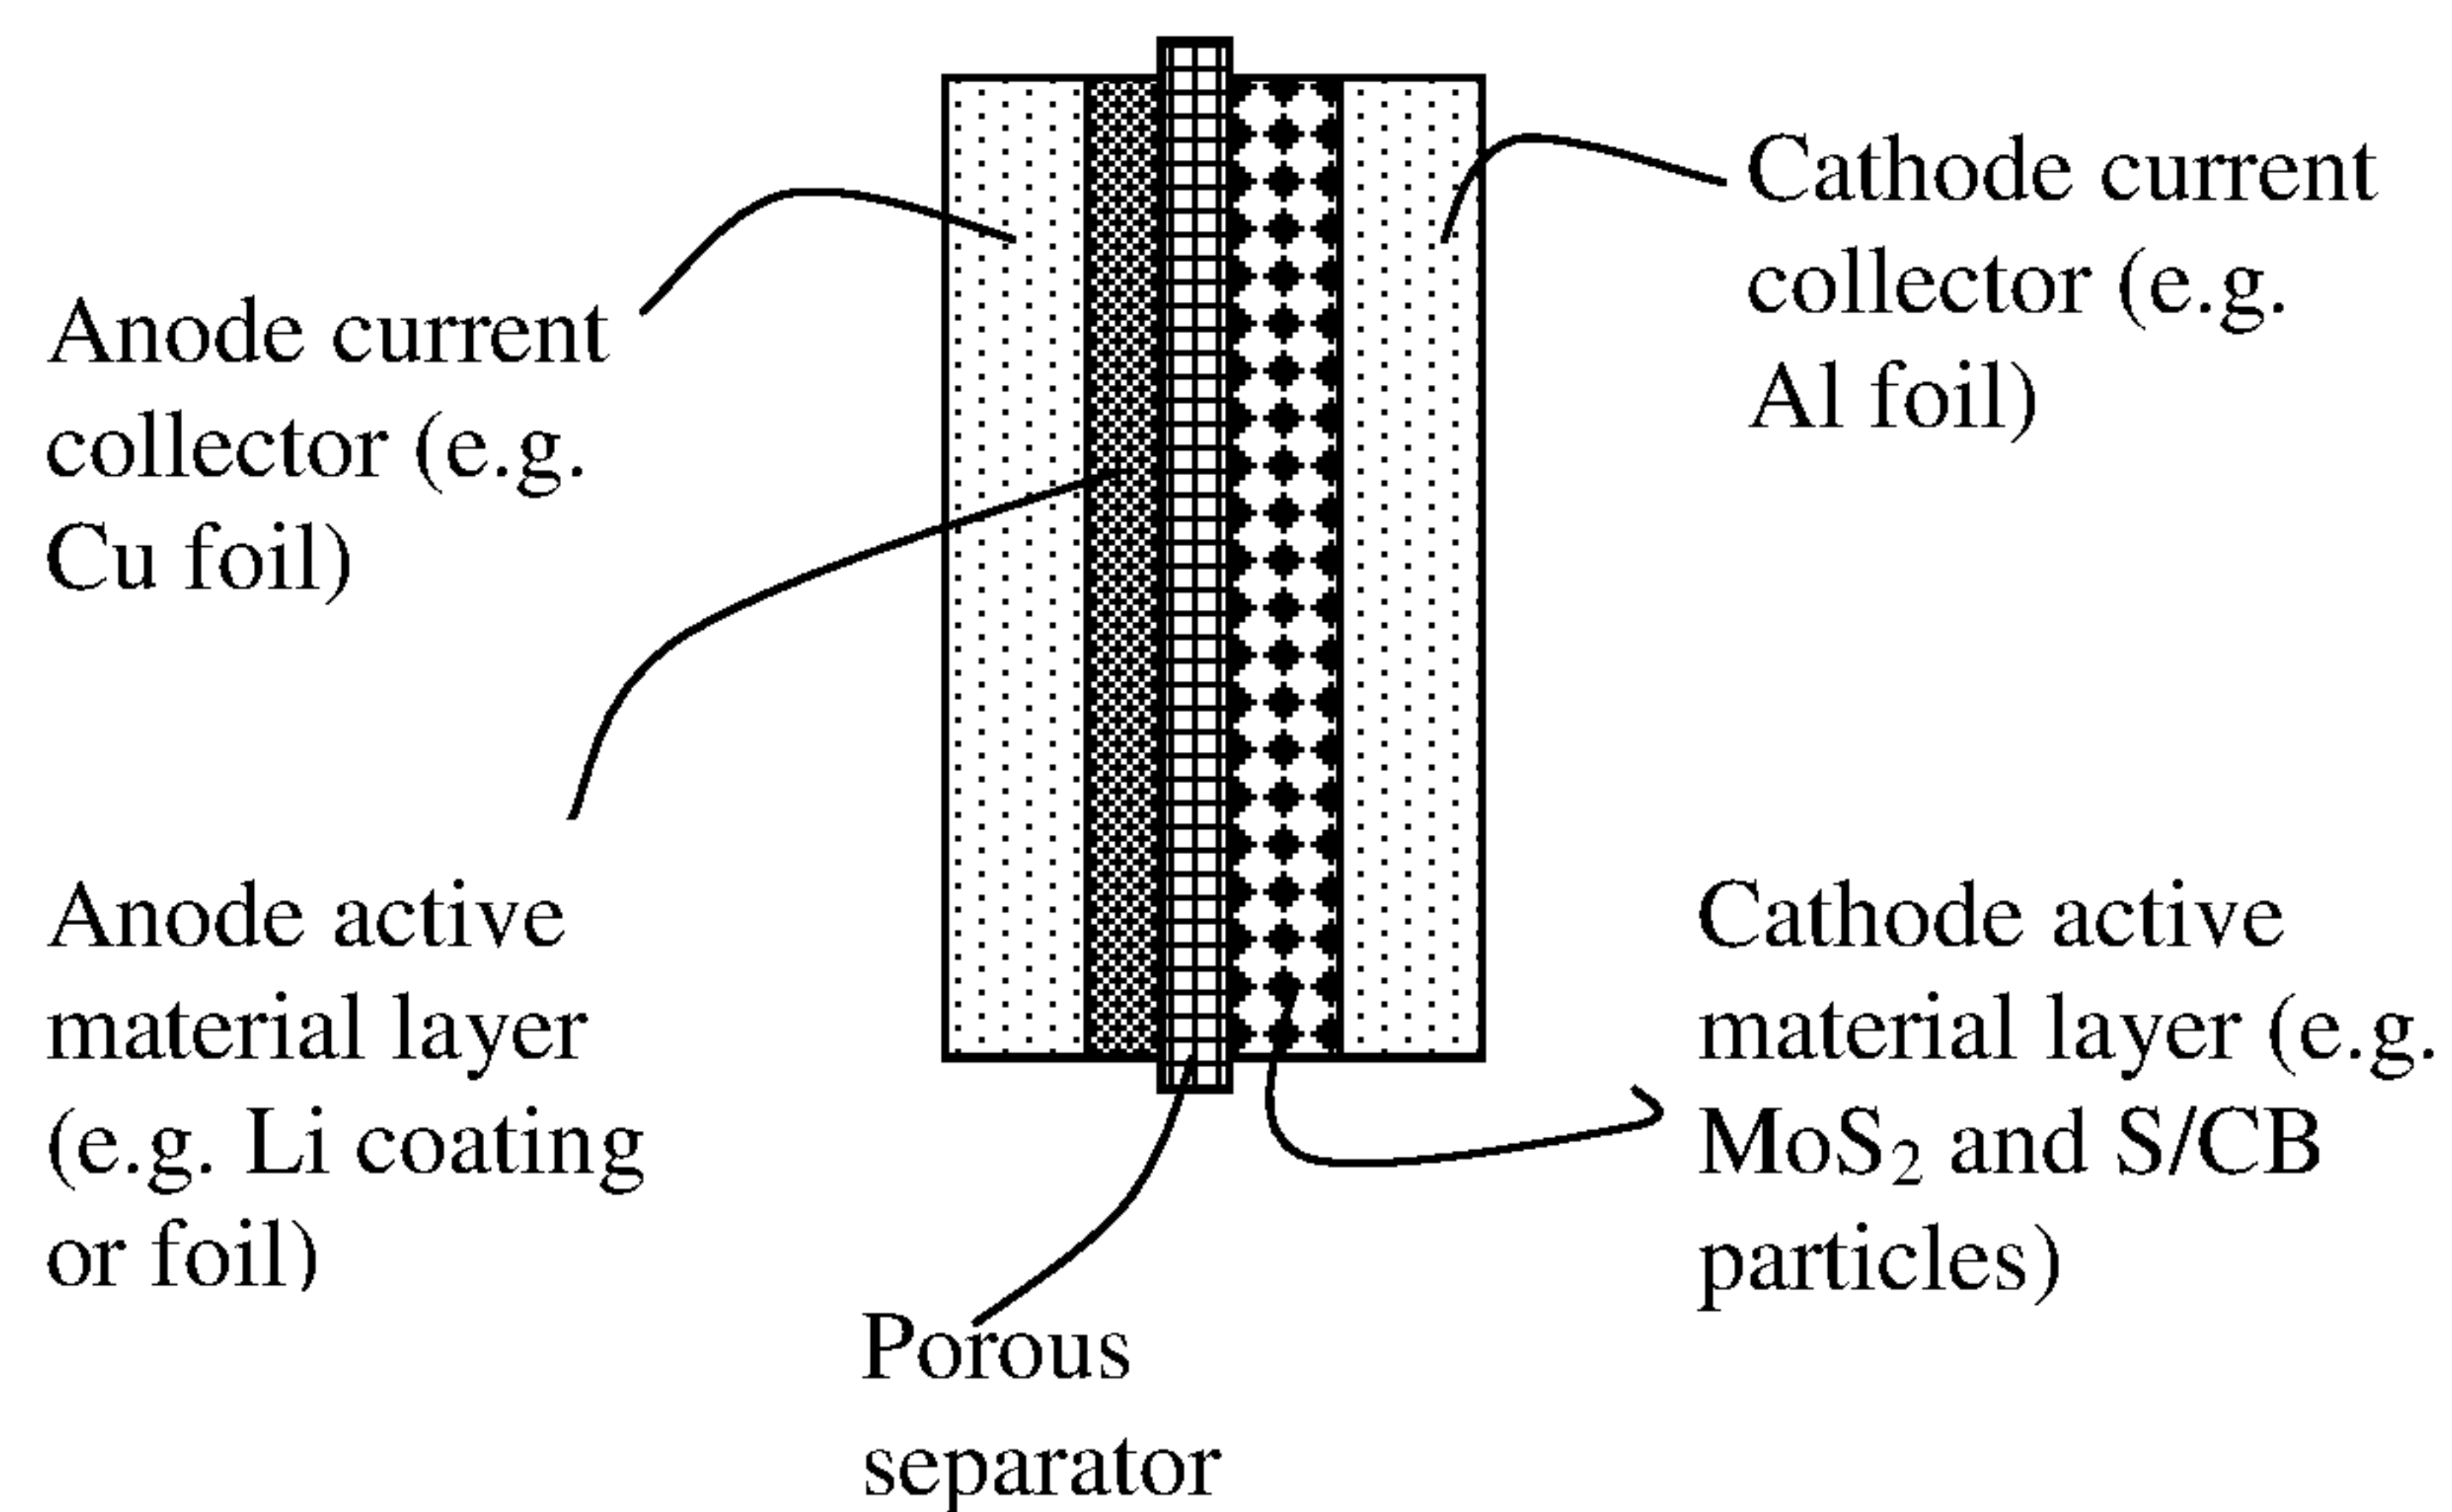 Anode current
collector (e.g.
Cu foil)
Cathode current
collector (e.g.
Al foil)
Anode active
material layer
(e.g. Li coating
or foil)
Cathode active
material layer (e.g.
MoS₂ and S/CB
particles)
Porous
separator